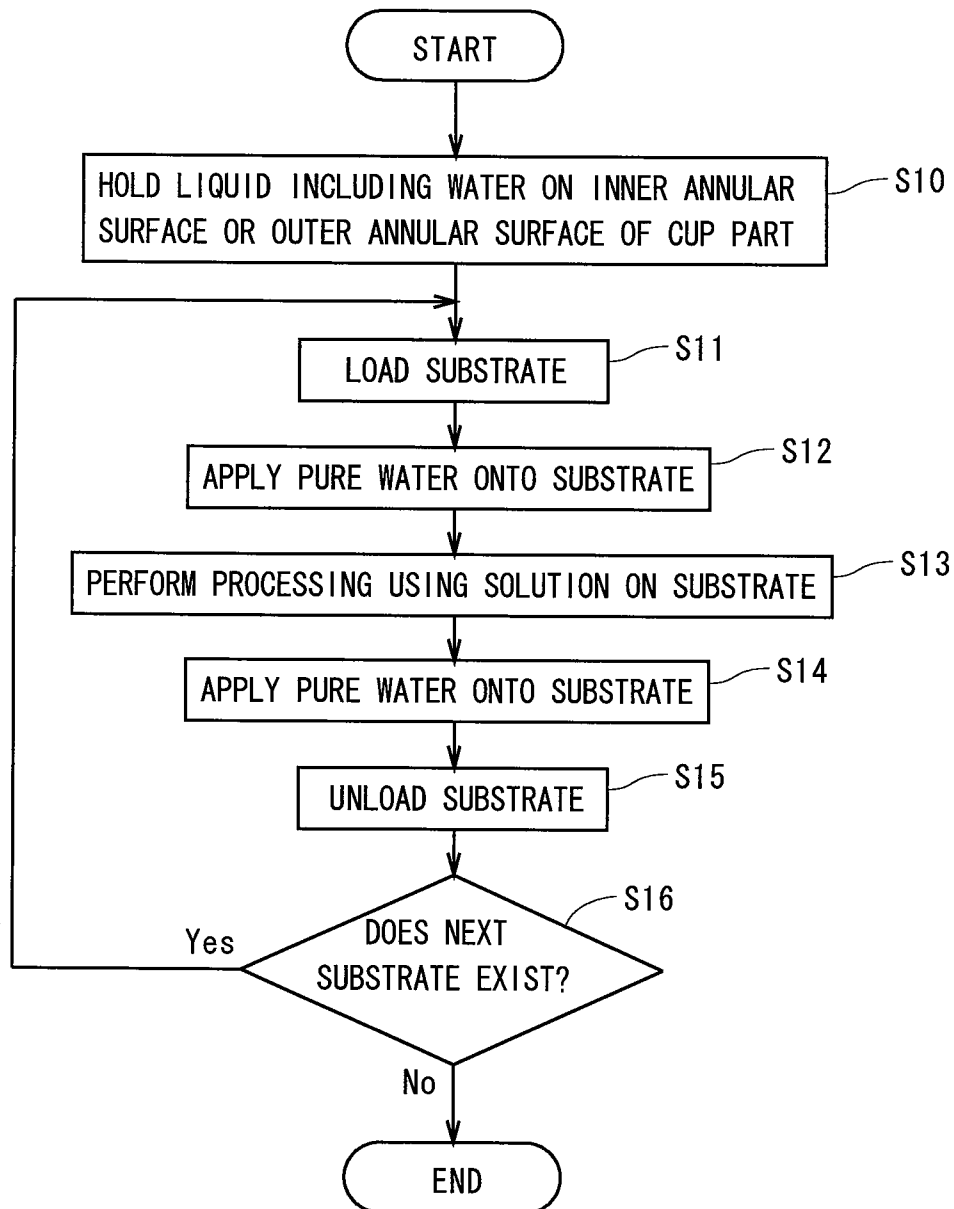 START
HOLD LIQUID INCLUDING WATER ON INNER ANNULAR
SURFACE OR OUTER ANNULAR SURFACE OF CUP PART
S10
LOAD SUBSTRATE
S11
APPLY PURE WATER ONTO SUBSTRATE
S12
PERFORM PROCESSING USING SOLUTION ON SUBSTRATE
S13
APPLY PURE WATER ONTO SUBSTRATE
S14
UNLOAD SUBSTRATE
S15
DOES NEXT
SUBSTRATE EXIST?
S16
Yes
No
END